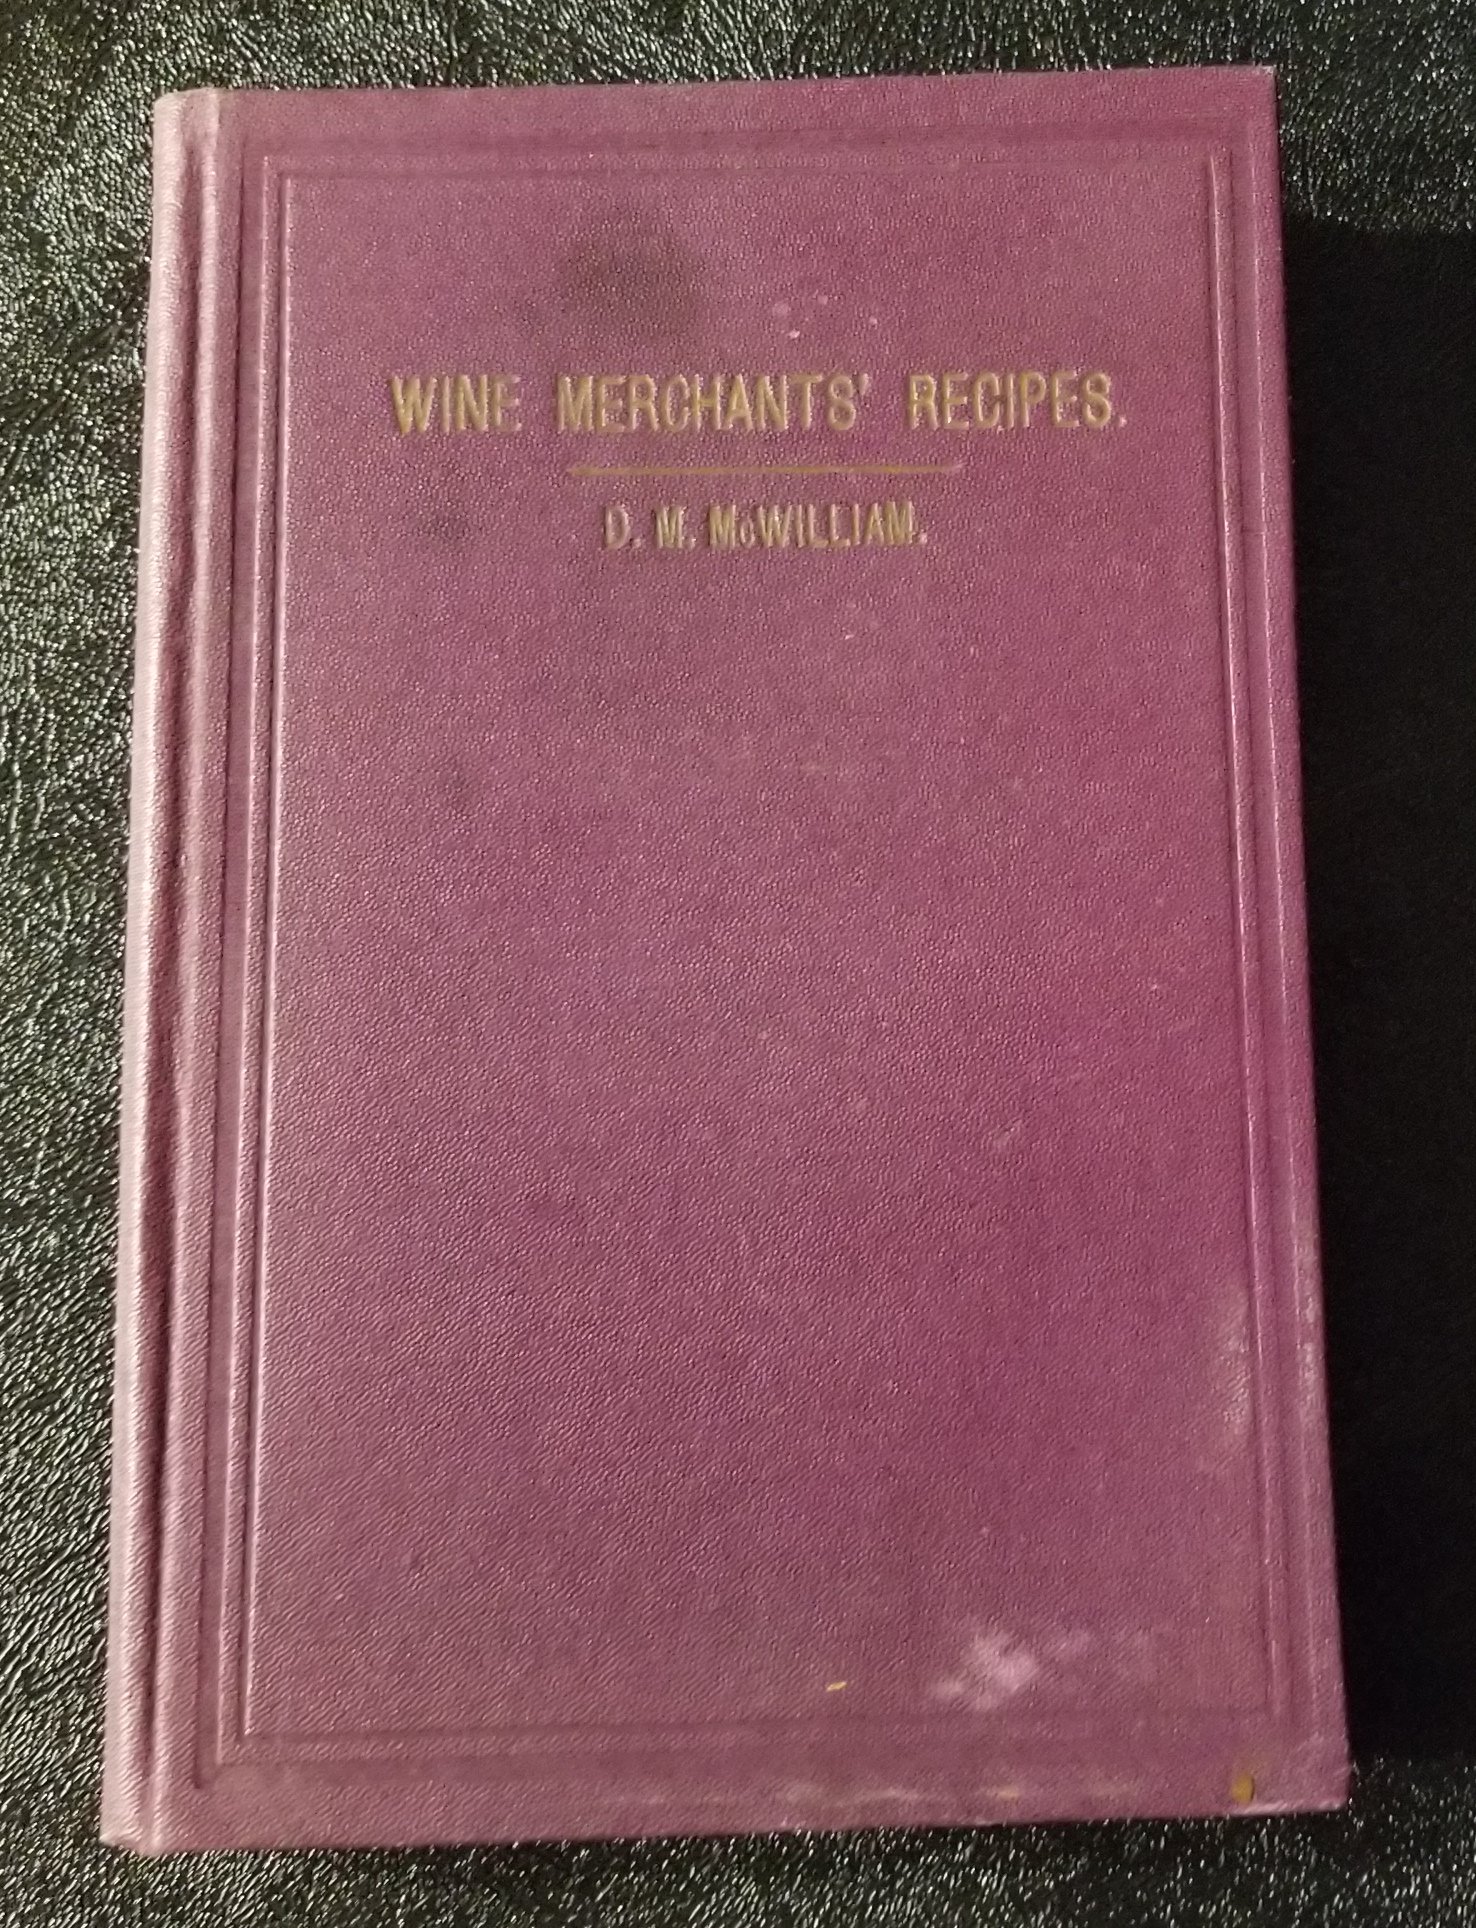 WINE MERCHANTS' RECIPES.
D. M. McWILLIAM.